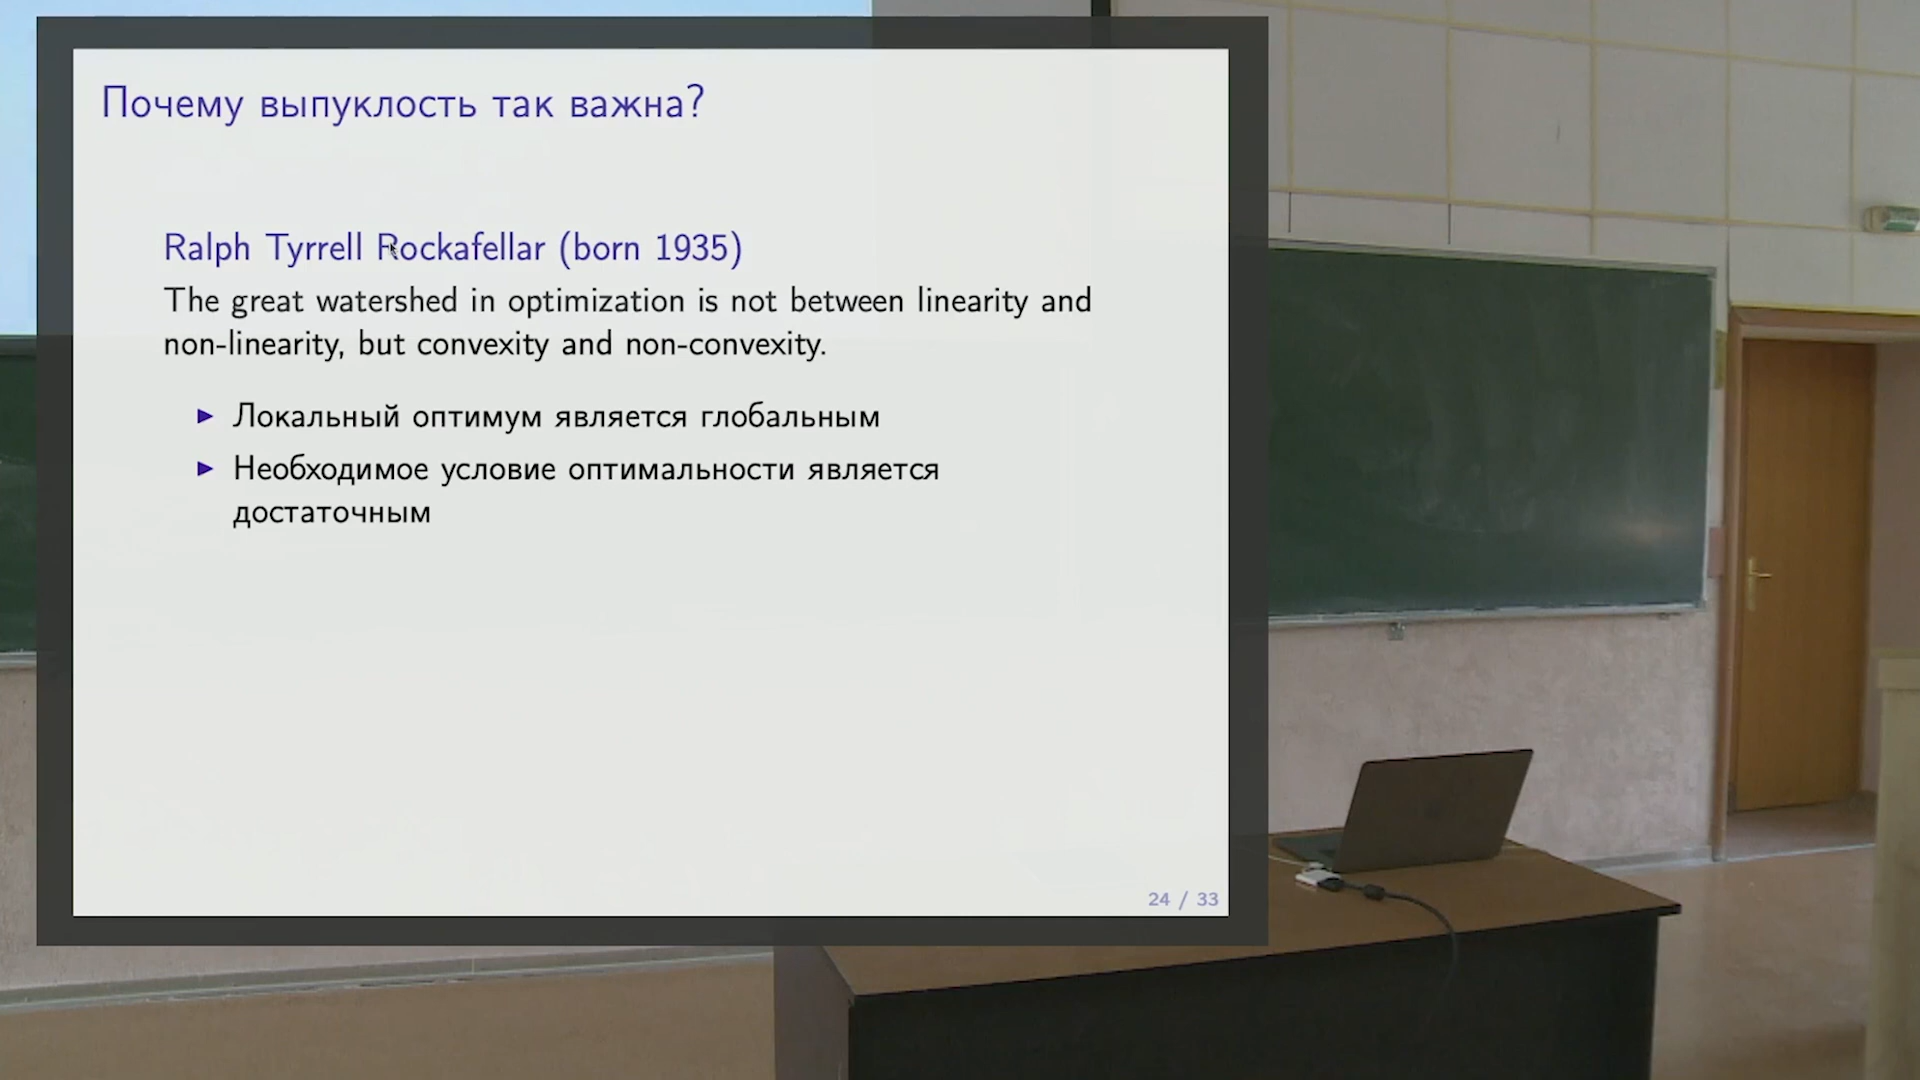 Почему выпуклость так важна?
Ralph Tyrrell Rockafellar (born 1935)
The great watershed in optimization is not between linearity and
non-linearity, but convexity and non-convexity.
Локальный оптимум является глобальным
Необходимое условие оптимальности является
достаточным
24 / 33